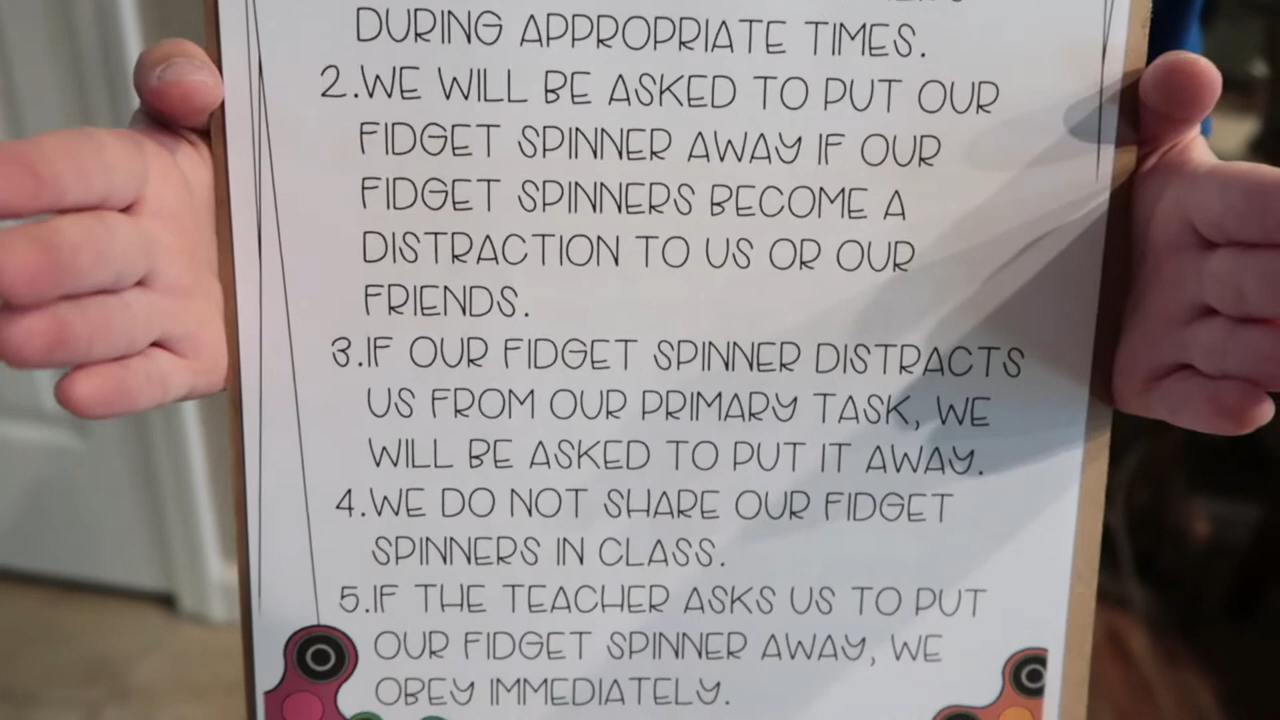 DURING APPROPRIATE TIMES.
2.WE WILL BE ASKED TO PUT OUR
FIDGET SPINNER AWAY IF OUR
FIDGET SPINNERS BECOME A
DISTRACTION TO US OR OUR
FRIENDS.
3.IF OUR FIDGET SPINNER DISTRACTS
US FROM OUR PRIMARY TASK, WE
WILL BE ASKED TO PUT IT AWAY.
4.WE DO NOT SHARE OUR FIDGET
SPINNERS IN CLASS.
5.IF THE TEACHER ASKS US TO PUT
OUR FIDGET SPINNER AWAY, WE
OBEY IMMEDIATELY.